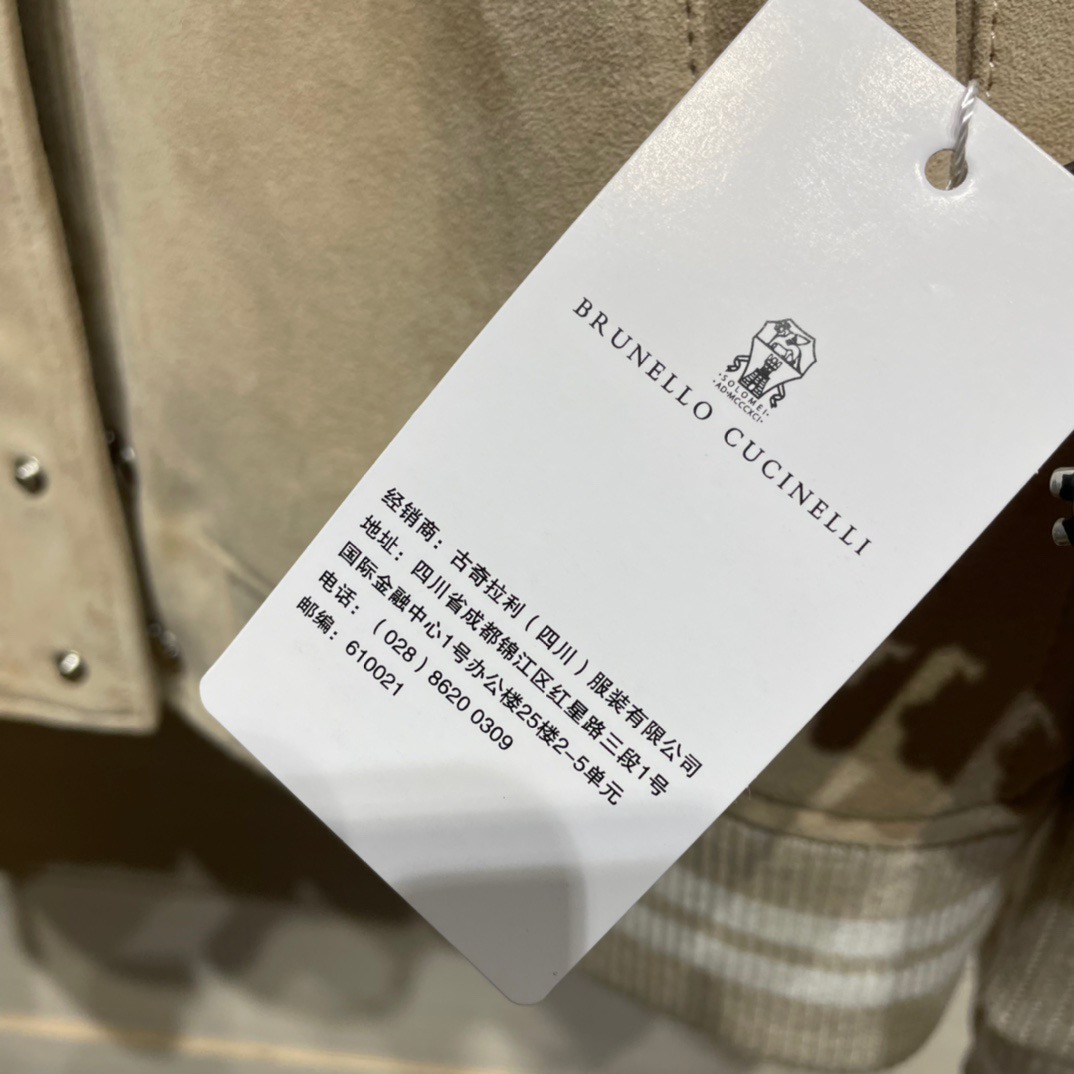 ·SOLOMEI·
·AD·MCCCXCI·
BRUNELLO CUCINELLI
经销商：古奇拉利（四川）服装有限公司
地址：四川省成都锦江区红星路三段1号
国际金融中心1号办公楼25楼2-5单元
电话：（028）8620 0309
邮编：610021